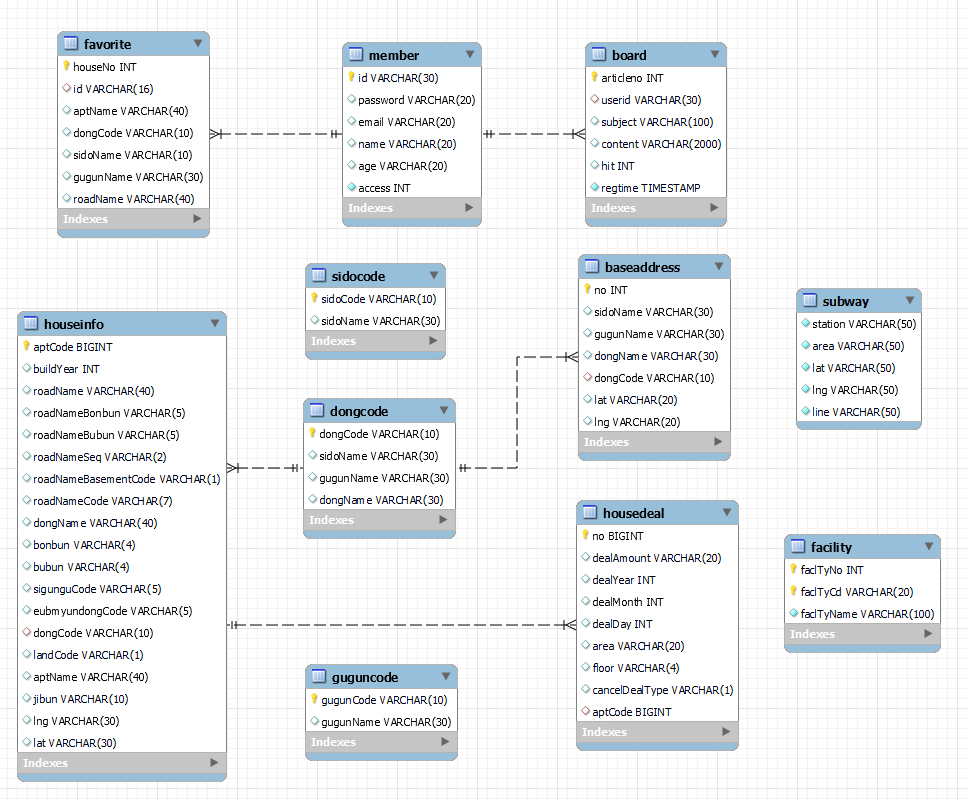 favorite
houseNo INT
id VARCHAR(16)
aptName VARCHAR(40)
dongCode VARCHAR(10)
sidoName VARCHAR(10)
gugunName VARCHAR(30)
roadName VARCHAR(40)
Indexes
member
id VARCHAR(30)
password VARCHAR(20)
email VARCHAR(20)
name VARCHAR(20)
age VARCHAR(20)
access INT
Indexes
board
articleno INT
userid VARCHAR(30)
subject VARCHAR(100)
content VARCHAR(2000)
hit INT
regtime TIMESTAMP
Indexes
sidocode
sidoCode VARCHAR(10)
sidoName VARCHAR(30)
Indexes
baseaddress
no INT
sidoName VARCHAR(30)
gugunName VARCHAR(30)
dongName VARCHAR(30)
dongCode VARCHAR(10)
lat VARCHAR(20)
lng VARCHAR(20)
Indexes
subway
station VARCHAR(50)
area VARCHAR(50)
lat VARCHAR(50)
lng VARCHAR(50)
line VARCHAR(50)
houseinfo
aptCode BIGINT
buildYear INT
roadName VARCHAR(40)
roadNameBonbun VARCHAR(5)
roadNameBubun VARCHAR(5)
roadNameSeq VARCHAR(2)
roadNameBasementCode VARCHAR(1)
roadNameCode VARCHAR(7)
dongName VARCHAR(40)
bonbun VARCHAR(4)
bubun VARCHAR(4)
sigunguCode VARCHAR(5)
eubmyundongCode VARCHAR(5)
dongCode VARCHAR(10)
landCode VARCHAR(1)
aptName VARCHAR(40)
jibun VARCHAR(10)
lng VARCHAR(30)
lat VARCHAR(30)
Indexes
dongcode
dongCode VARCHAR(10)
sidoName VARCHAR(30)
gugunName VARCHAR(30)
dongName VARCHAR(30)
Indexes
housedeal
no BIGINT
dealAmount VARCHAR(20)
dealYear INT
dealMonth INT
dealDay INT
area VARCHAR(20)
floor VARCHAR(4)
cancelDealType VARCHAR(1)
aptCode BIGINT
Indexes
facility
faclTyNo INT
faclTyCd VARCHAR(20)
faclTyName VARCHAR(100)
Indexes
guguncode
gugunCode VARCHAR(10)
gugunName VARCHAR(30)
Indexes